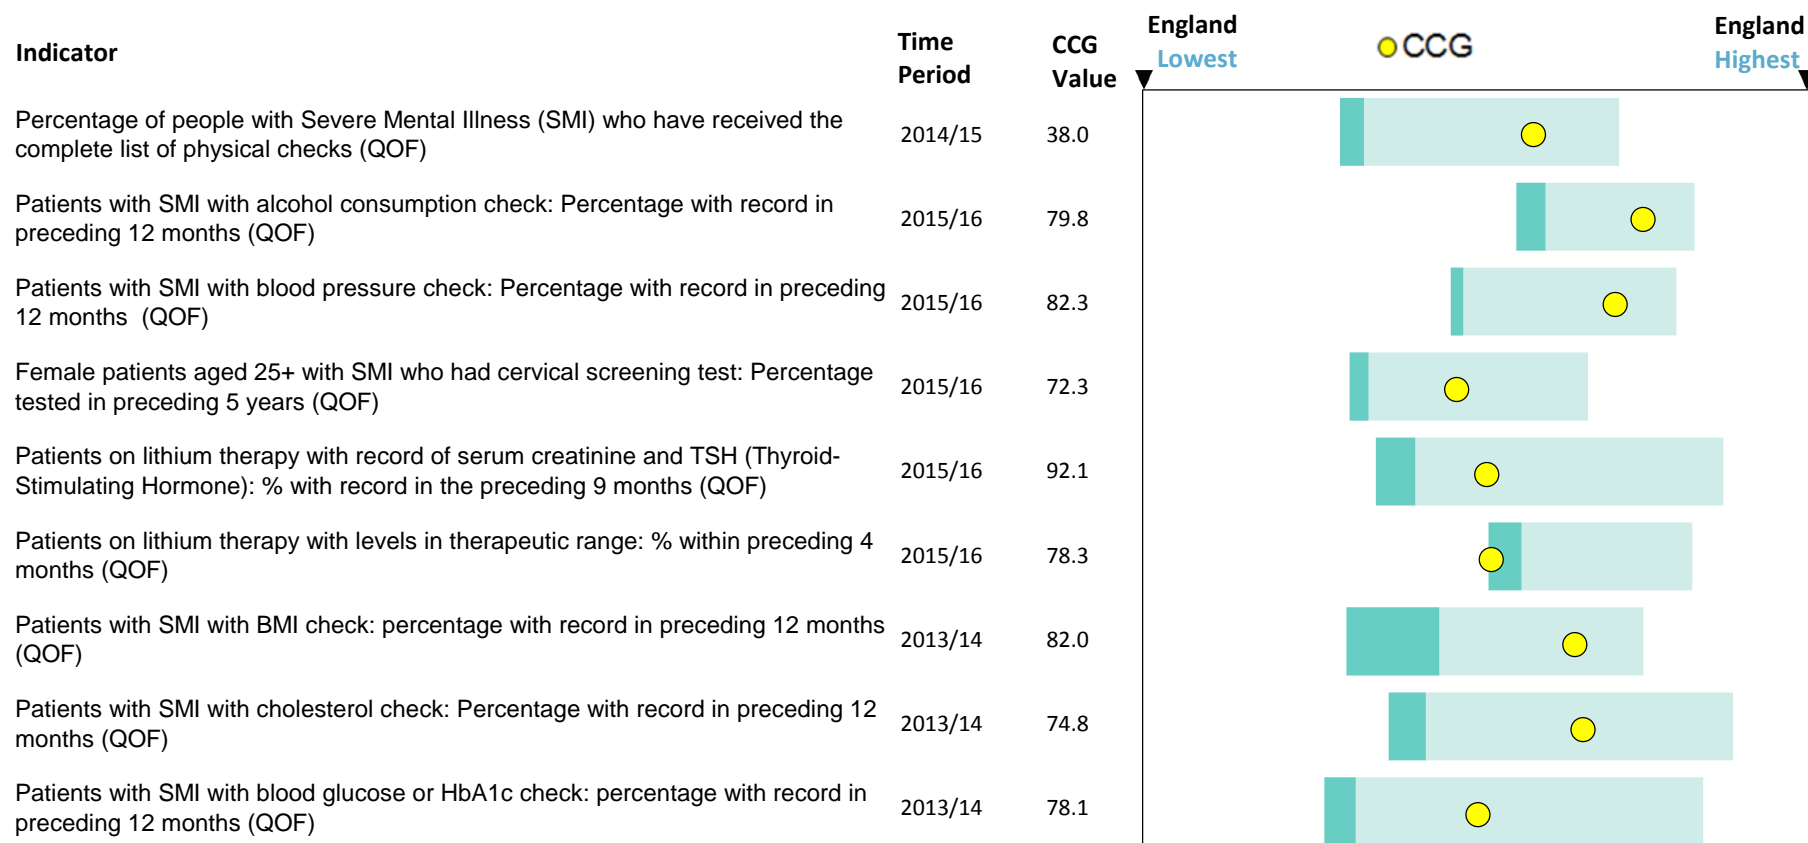 Indicator
Time
Period
CCG
Value
England
Lowest
CCG
England
Highest
Percentage of people with Severe Mental Illness (SMI) who have received the
complete list of physical checks (QOF)
2014/15
38.0
Patients with SMI with alcohol consumption check: Percentage with record in
preceding 12 months (QOF)
2015/16
79.8
Patients with SMI with blood pressure check: Percentage with record in preceding
12 months  (QOF)
2015/16
82.3
Female patients aged 25+ with SMI who had cervical screening test: Percentage
tested in preceding 5 years (QOF)
2015/16
72.3
Patients on lithium therapy with record of serum creatinine and TSH (Thyroid-
Stimulating Hormone): % with record in the preceding 9 months (QOF)
2015/16
92.1
Patients on lithium therapy with levels in therapeutic range: % within preceding 4
months (QOF)
2015/16
78.3
Patients with SMI with BMI check: percentage with record in preceding 12 months
(QOF)
2013/14
82.0
Patients with SMI with cholesterol check: Percentage with record in preceding 12
months (QOF)
2013/14
74.8
Patients with SMI with blood glucose or HbA1c check: percentage with record in
preceding 12 months (QOF)
2013/14
78.1